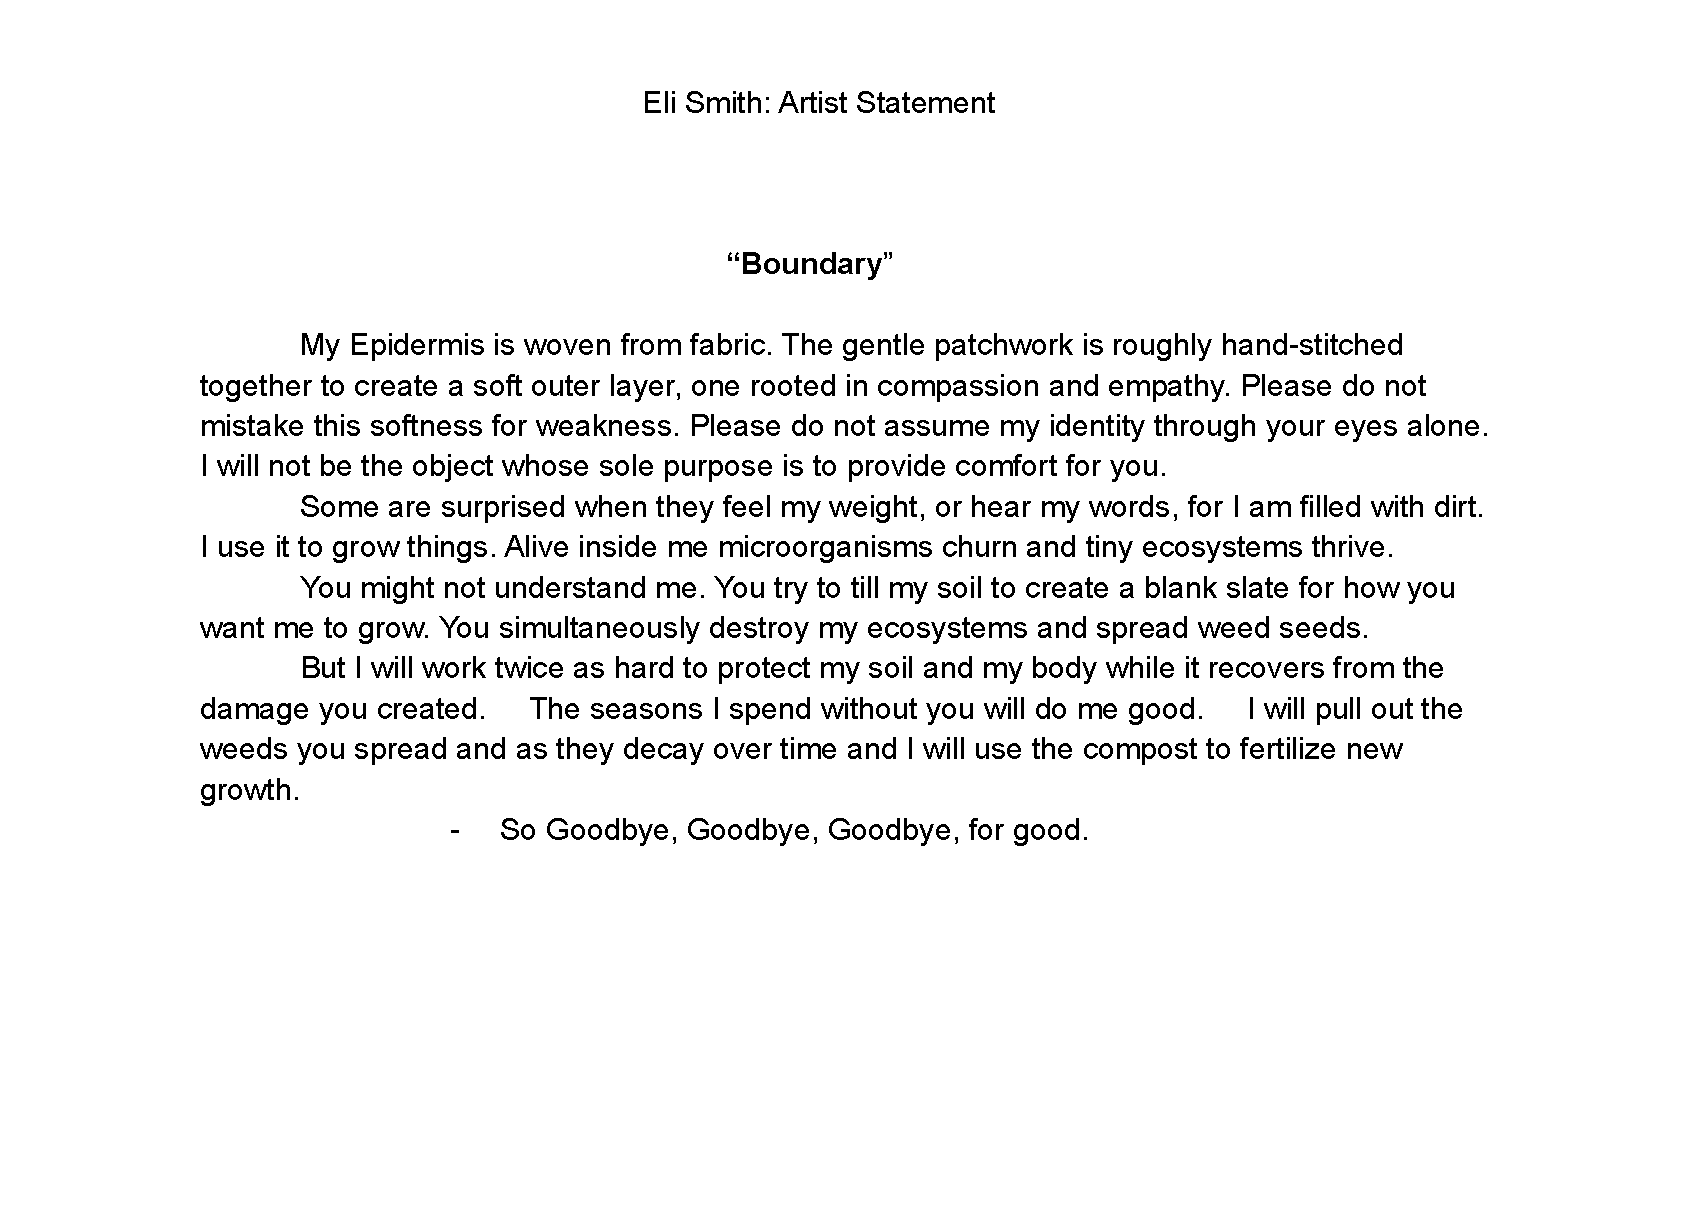 Eli Smith: Artist Statement
“Boundary”
My Epidermis is woven from fabric. The gentle patchwork is roughly hand-stitched
together to create a soft outer layer, one rooted in compassion and empathy. Please do not
mistake this softness for weakness. Please do not assume my identity through your eyes alone.
I will not be the object whose sole purpose is to provide comfort for you.
Some are surprised when they feel my weight, or hear my words, for I am filled with dirt.
I use it to grow things. Alive inside me microorganisms churn and tiny ecosystems thrive.
You might not understand me. You try to till my soil to create a blank slate for how you
want me to grow. You simultaneously destroy my ecosystems and spread weed seeds.
But I will work twice as hard to protect my soil and my body while it recovers from the
damage you created. The seasons I spend without you will do me good. I will pull out the
weeds you spread and as they decay over time and I will use the compost to fertilize new
growth.
- So Goodbye, Goodbye, Goodbye, for good.